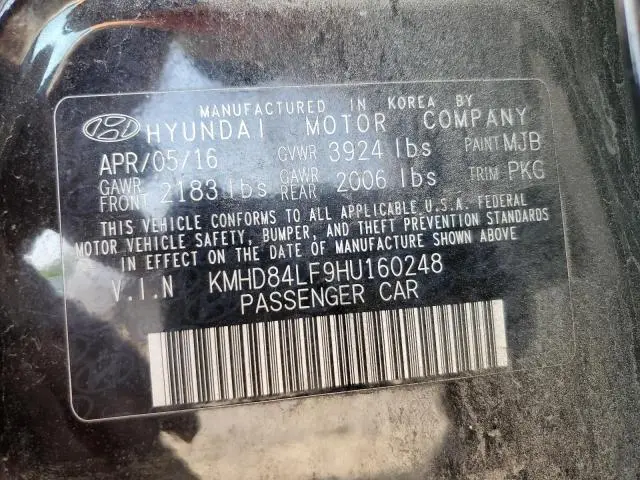 MANUFACTURED IN KOREA BY
HYUNDAI MOTOR COMPANY
APR/05/16 GVWR 3924 lbs PAINT MJB
GAWR FRONT 2183 lbs GAWR REAR 2006 lbs TRIM PKG
THIS VEHICLE CONFORMS TO ALL APPLICABLE U.S.A. FEDERAL
MOTOR VEHICLE SAFETY, BUMPER, AND THEFT PREVENTION STANDARDS
IN EFFECT ON THE DATE OF MANUFACTURE SHOWN ABOVE
V.I.N KMHD84LF9HU160248
PASSENGER CAR